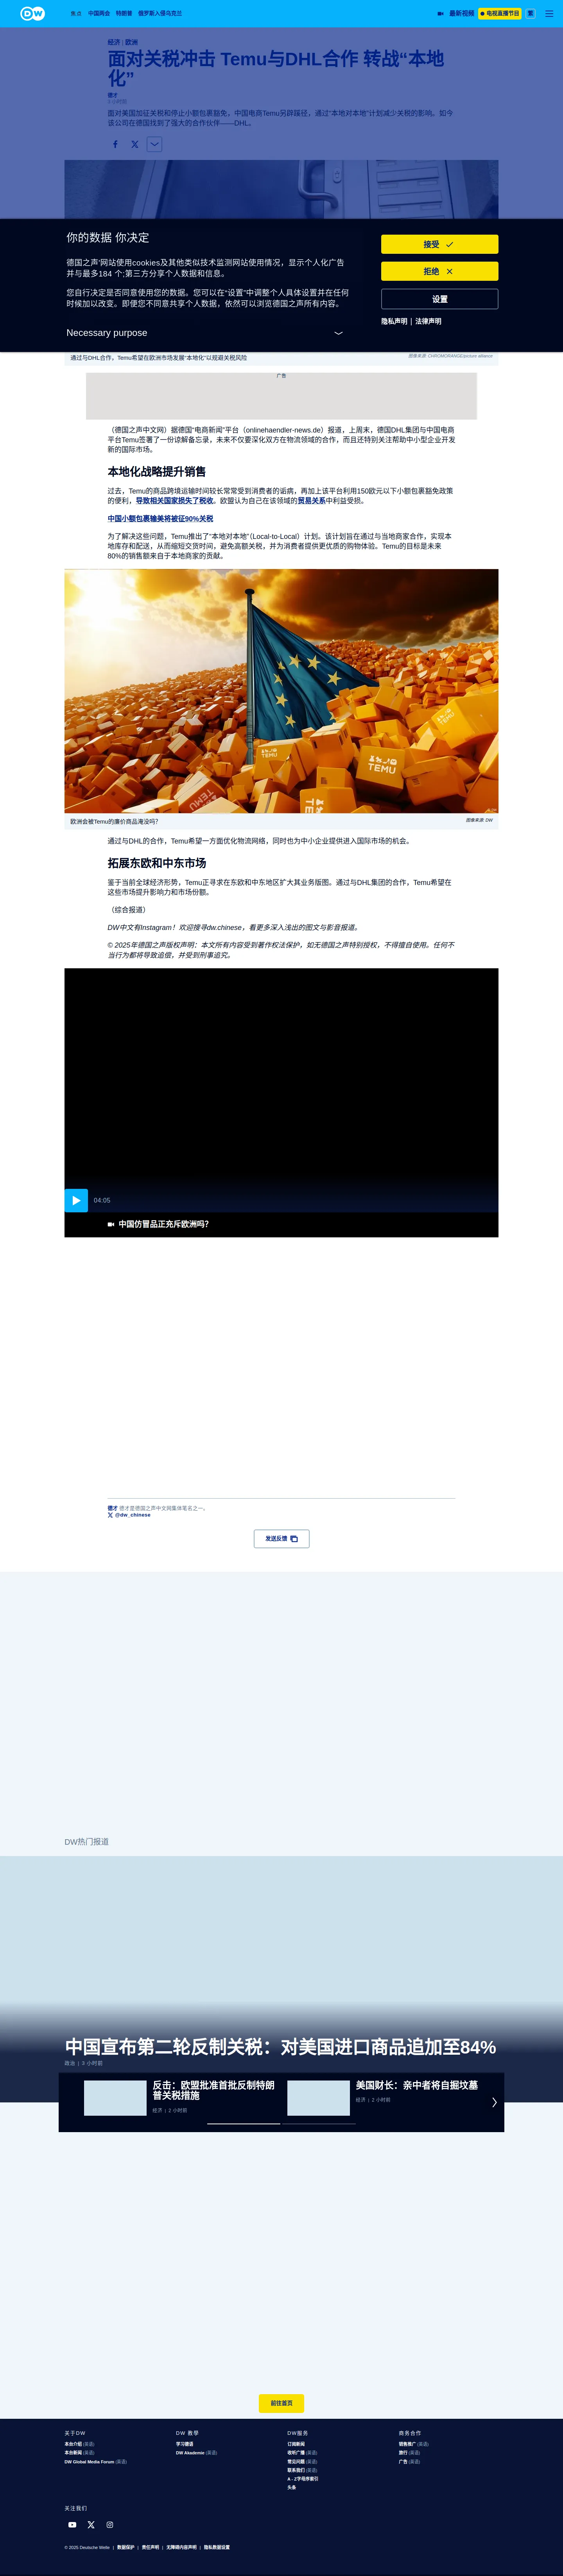 DW
焦点 中国两会 特朗普 俄罗斯入侵乌克兰
最新视频 电视直播节目 繁
经济 | 欧洲
面对关税冲击 Temu与DHL合作 转战“本地
化”
德才
3 小时前
面对美国加征关税和停止小额包裹豁免，中国电商Temu另辟蹊径，通过“本地对本地”计划减少关税的影响。如今
该公司在德国找到了强大的合作伙伴——DHL。
你的数据 你决定
德国之声’网站使用cookies及其他类似技术监测网站使用情况，显示个人化广告
并与最多184 个;第三方分享个人数据和信息。
您自行决定是否同意使用您的数据。您可以在“设置”中调整个人具体设置并在任何
时候加以改变。即便您不同意共享个人数据，依然可以浏览德国之声所有内容。
Necessary purpose
接受
拒绝
设置
隐私声明 | 法律声明
通过与DHL合作，Temu希望在欧洲市场发展“本地化”以规避关税风险
图像来源: CHROMORANGE/picture alliance
广告
（德国之声中文网）据德国“电商新闻”平台（onlinehaendler-news.de）报道，上周末，德国DHL集团与中国电商
平台Temu签署了一份谅解备忘录，未来不仅要深化双方在物流领域的合作，而且还特别关注帮助中小型企业开发
新的国际市场。
本地化战略提升销售
过去，Temu的商品跨境运输时间较长常常受到消费者的诟病，再加上该平台利用150欧元以下小额包裹豁免政策
的便利，导致相关国家损失了税收。欧盟认为自己在该领域的贸易关系中利益受损。
中国小额包裹输美将被征90%关税
为了解决这些问题，Temu推出了“本地对本地”（Local-to-Local）计划。该计划旨在通过与当地商家合作，实现本
地库存和配送，从而缩短交货时间，避免高额关税，并为消费者提供更优质的购物体验。Temu的目标是未来
80%的销售额来自于本地商家的贡献。
TEMU
TEMU
TEMU
TEMU
欧洲会被Temu的廉价商品淹没吗？
图像来源: DW
通过与DHL的合作，Temu希望一方面优化物流网络，同时也为中小企业提供进入国际市场的机会。
拓展东欧和中东市场
鉴于当前全球经济形势，Temu正寻求在东欧和中东地区扩大其业务版图。通过与DHL集团的合作，Temu希望在
这些市场提升影响力和市场份额。
（综合报道）
DW中文有Instagram！欢迎搜寻dw.chinese，看更多深入浅出的图文与影音报道。
© 2025年德国之声版权声明：本文所有内容受到著作权法保护，如无德国之声特别授权，不得擅自使用。任何不
当行为都将导致追偿，并受到刑事追究。
04:05
中国仿冒品正充斥欧洲吗？
德才 德才是德国之声中文网集体笔名之一。
@dw_chinese
发送反馈
DW热门报道
中国宣布第二轮反制关税：对美国进口商品追加至84%
政治 | 3 小时前
反击：欧盟批准首批反制特朗
普关税措施
经济 | 2 小时前
美国财长：亲中者将自掘坟墓
经济 | 2 小时前
前往首页
关于DW
本台介绍 (英语)
本台新闻 (英语)
DW Global Media Forum (英语)
DW 教學
学习德语
DW Akademie (英语)
DW服务
订阅新闻
收听广播 (英语)
常见问题 (英语)
联系我们 (英语)
A - Z字母序索引
头条
商务合作
销售推广 (英语)
旅行 (英语)
广告 (英语)
关注我们
© 2025 Deutsche Welle | 数据保护 | 责任声明 | 无障碍内容声明 | 隐私数据设置